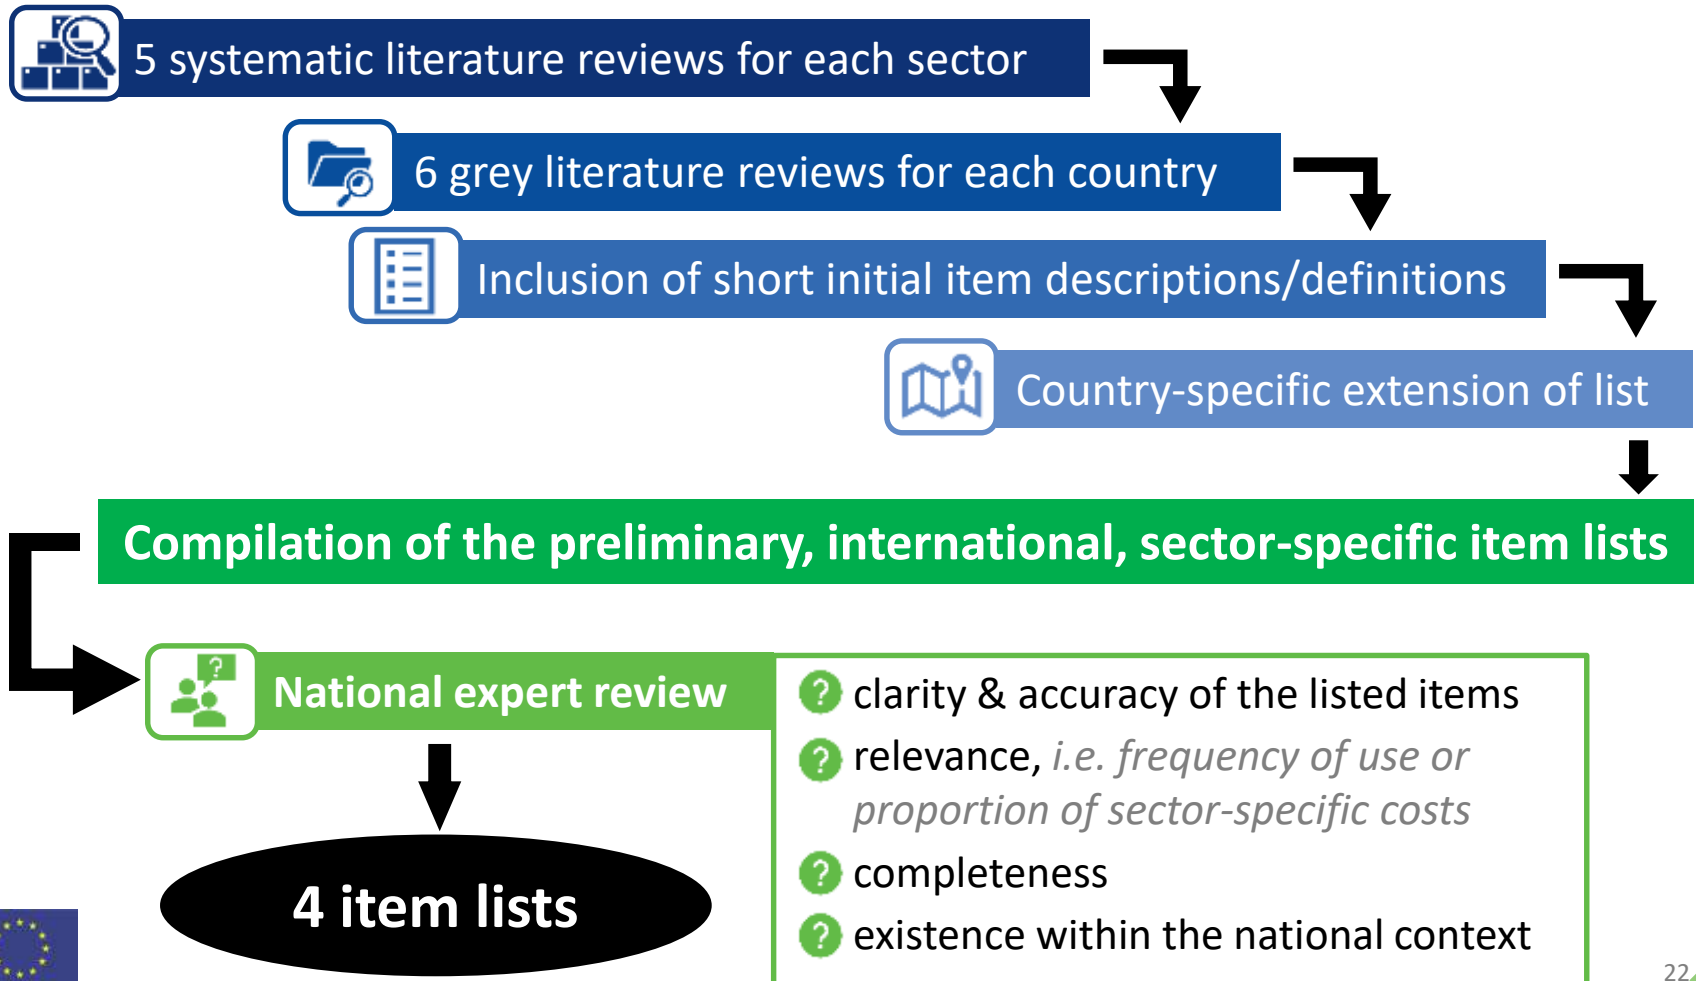 5 systematic literature reviews for each sector
6 grey literature reviews for each country
Inclusion of short initial item descriptions/definitions
Country-specific extension of list
Compilation of the preliminary, international, sector-specific item lists
?
National expert review
? clarity & accuracy of the listed items
? relevance, i.e. frequency of use or
proportion of sector-specific costs
? completeness
? existence within the national context
4 item lists
22